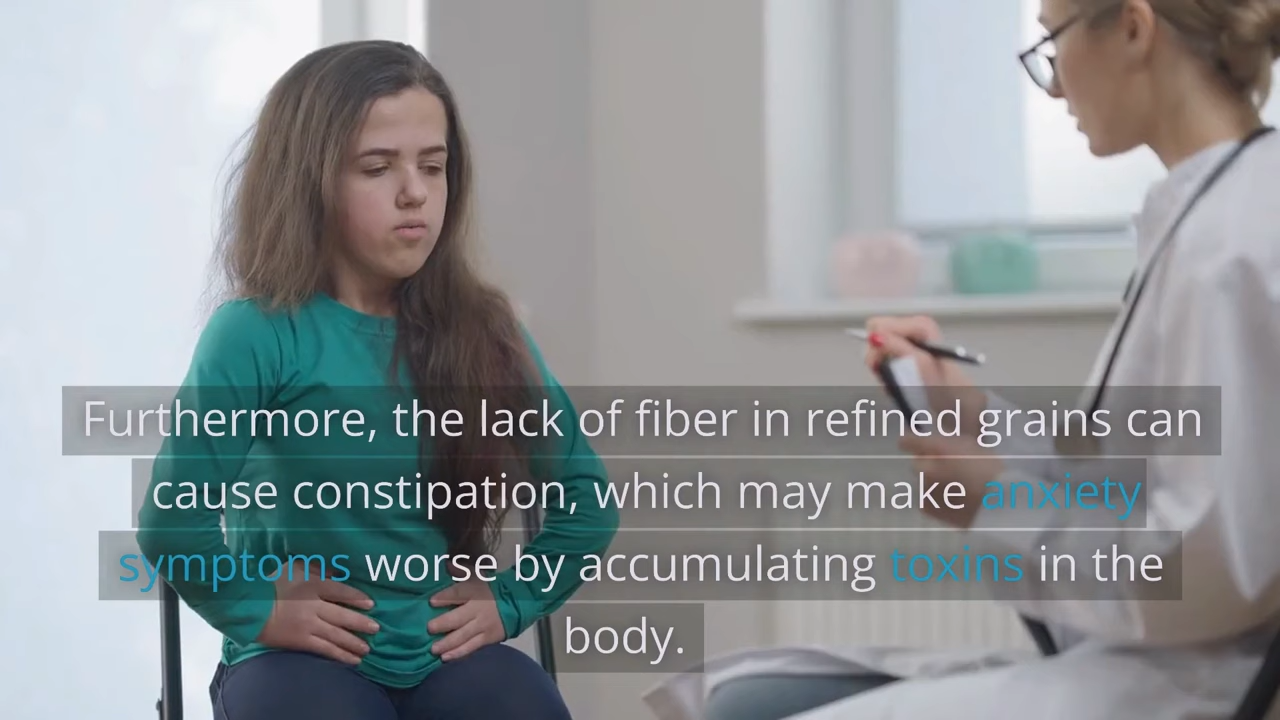 Furthermore, the lack of fiber in refined grains can
cause constipation, which may make anxiety
symptoms worse by accumulating toxins in the
body.